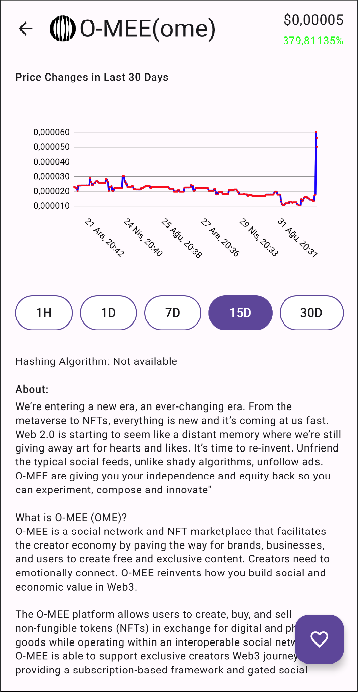 O-MEE(ome)
$0,00005
379,81135%
Price Changes in Last 30 Days
0,000060
0,000050
0,000040
0,000030
0,000020
0,000010
21 Ara, 20:42
24 Nis, 20:40
25 Ağu, 20:38
27 Am, 20:36
29 Nis, 20:33
31 Ağu, 20:31
1H
1D
7D
15D
30D
Hashing Algorithm: Not available
About:
We're entering a new era, an ever-changing era. From the
metaverse to NFTs, everything is new and it's coming at us fast.
Web 2.0 is starting to seem like a distant memory where we're still
giving away art for hearts and likes. It's time to re-invent. Unfriend
the typical social feeds, unlike shady algorithms, unfollow ads.
O-MEE are giving you your independence and equity back so you
can experiment, compose and innovate"
What is O-MEE (OME)?
O-MEE is a social network and NFT marketplace that facilitates
the creator economy by paving the way for brands, businesses,
and users to create free and exclusive content. Creators need to
emotionally connect. O-MEE reinvents how you build social and
economic value in Web3.
The O-MEE platform allows users to create, buy, and sell
non-fungible tokens (NFTs) in exchange for digital and
goods while operating within an interoperable social
O-MEE is able to support exclusive creators Web3
providing a subscription-based framework and gated social